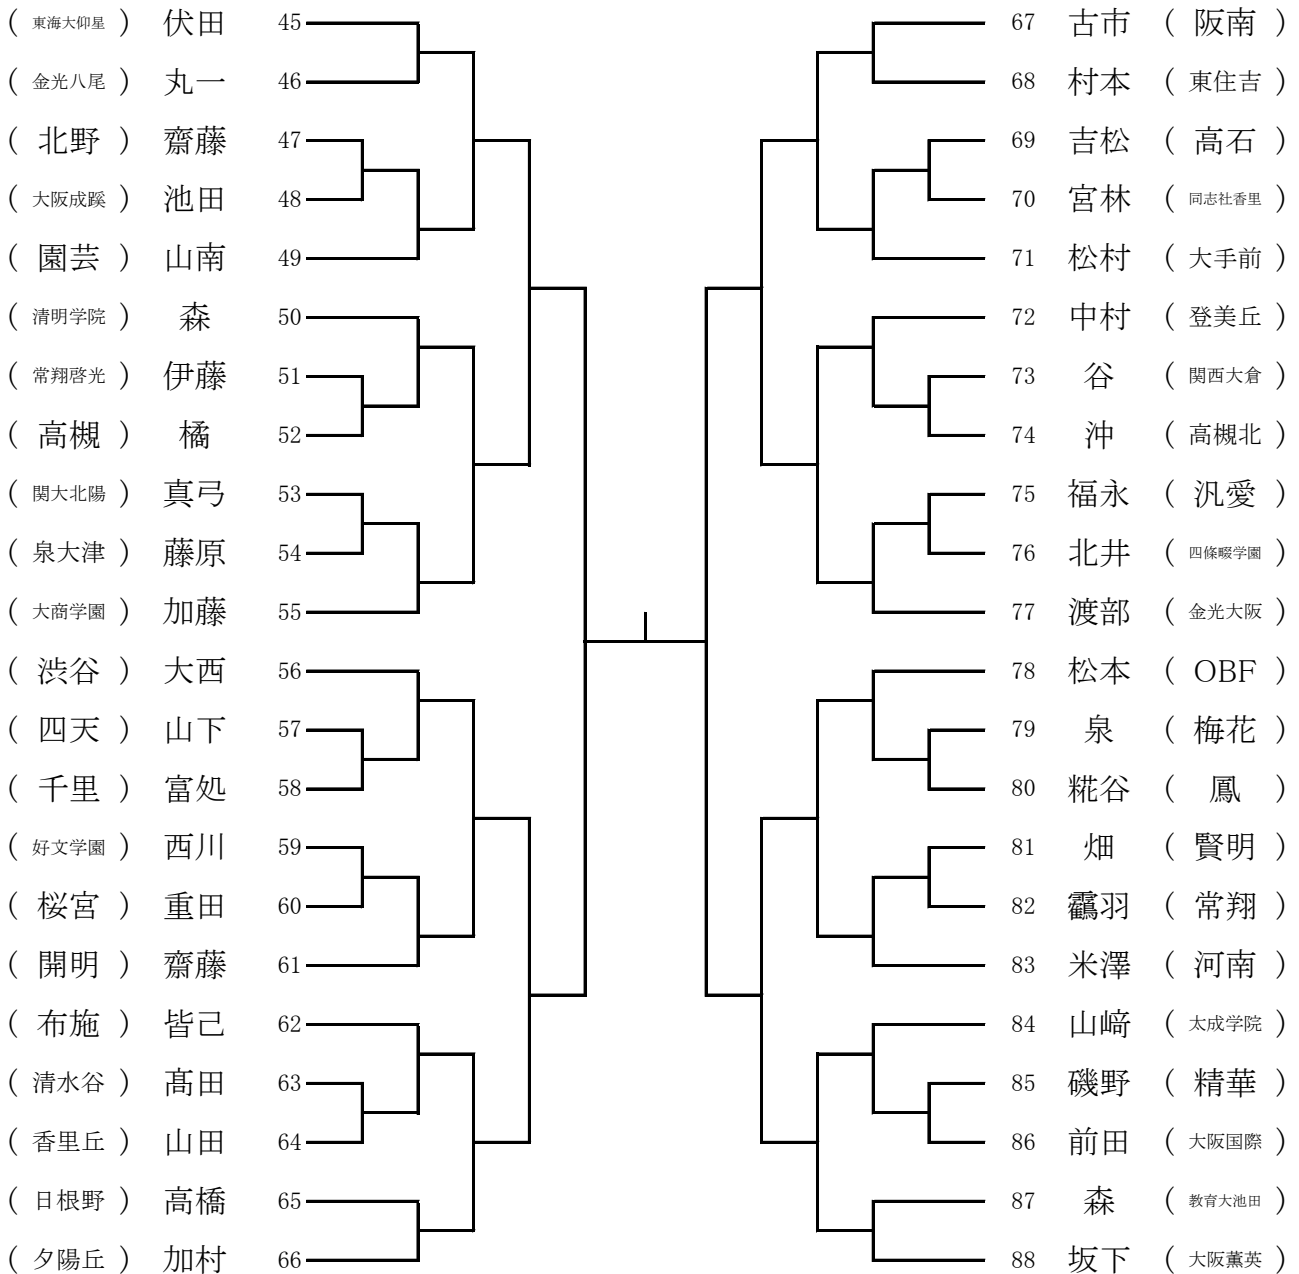 ( 東海大仰星 ) 伏田 45
( 金光八尾 ) 丸一 46
( 北野 ) 齋藤 47
( 大阪成蹊 ) 池田 48
( 園芸 ) 山南 49
( 清明学院 ) 森 50
( 常翔啓光 ) 伊藤 51
( 高槻 ) 橘 52
( 関大北陽 ) 真弓 53
( 泉大津 ) 藤原 54
( 大商学園 ) 加藤 55
( 渋谷 ) 大西 56
( 四天 ) 山下 57
( 千里 ) 富処 58
( 好文学園 ) 西川 59
( 桜宮 ) 重田 60
( 開明 ) 齋藤 61
( 布施 ) 皆己 62
( 清水谷 ) 髙田 63
( 香里丘 ) 山田 64
( 日根野 ) 高橋 65
( 夕陽丘 ) 加村 66
67 古市 ( 阪南 )
68 村本 ( 東住吉 )
69 吉松 ( 高石 )
70 宮林 ( 同志社香里 )
71 松村 ( 大手前 )
72 中村 ( 登美丘 )
73 谷 ( 関西大倉 )
74 沖 ( 高槻北 )
75 福永 ( 汎愛 )
76 北井 ( 四條畷学園 )
77 渡部 ( 金光大阪 )
78 松本 ( OBF )
79 泉 ( 梅花 )
80 糀谷 ( 鳳 )
81 畑 ( 賢明 )
82 靍羽 ( 常翔 )
83 米澤 ( 河南 )
84 山﨑 ( 太成学院 )
85 磯野 ( 精華 )
86 前田 ( 大阪国際 )
87 森 ( 教育大池田 )
88 坂下 ( 大阪薫英 )